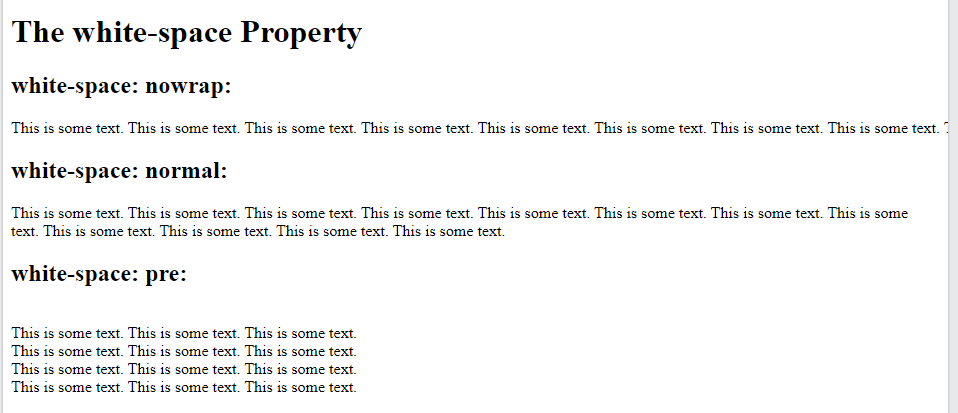 The white-space Property
white-space: nowrap:
This is some text. This is some text. This is some text. This is some text. This is some text. This is some text. This is some text. This is some text.
white-space: normal:
This is some text. This is some text. This is some text. This is some text. This is some text. This is some text. This is some text. This is some
text. This is some text. This is some text. This is some text. This is some text.
white-space: pre:
This is some text. This is some text. This is some text.
This is some text. This is some text. This is some text.
This is some text. This is some text. This is some text.
This is some text. This is some text. This is some text.